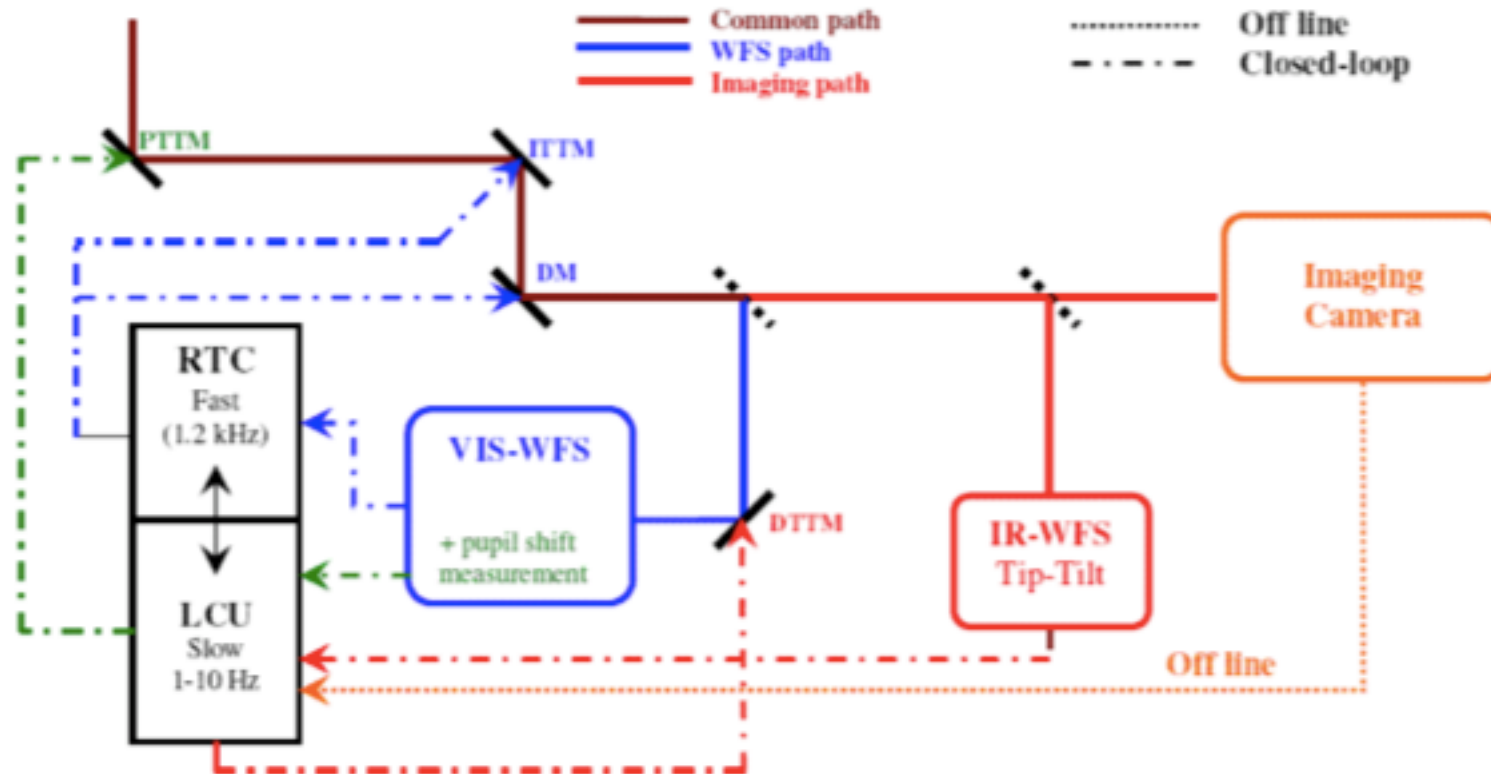 Common path
WFS path
Imaging path
Off line
Closed-loop
PTTM
ITTM
DM
Imaging
Camera
RTC
Fast
(1.2 kHz)
VIS-WFS
+ pupil shift
measurement
DTTM
IR-WFS
Tip-Tilt
LCU
Slow
1-10 Hz
Off line